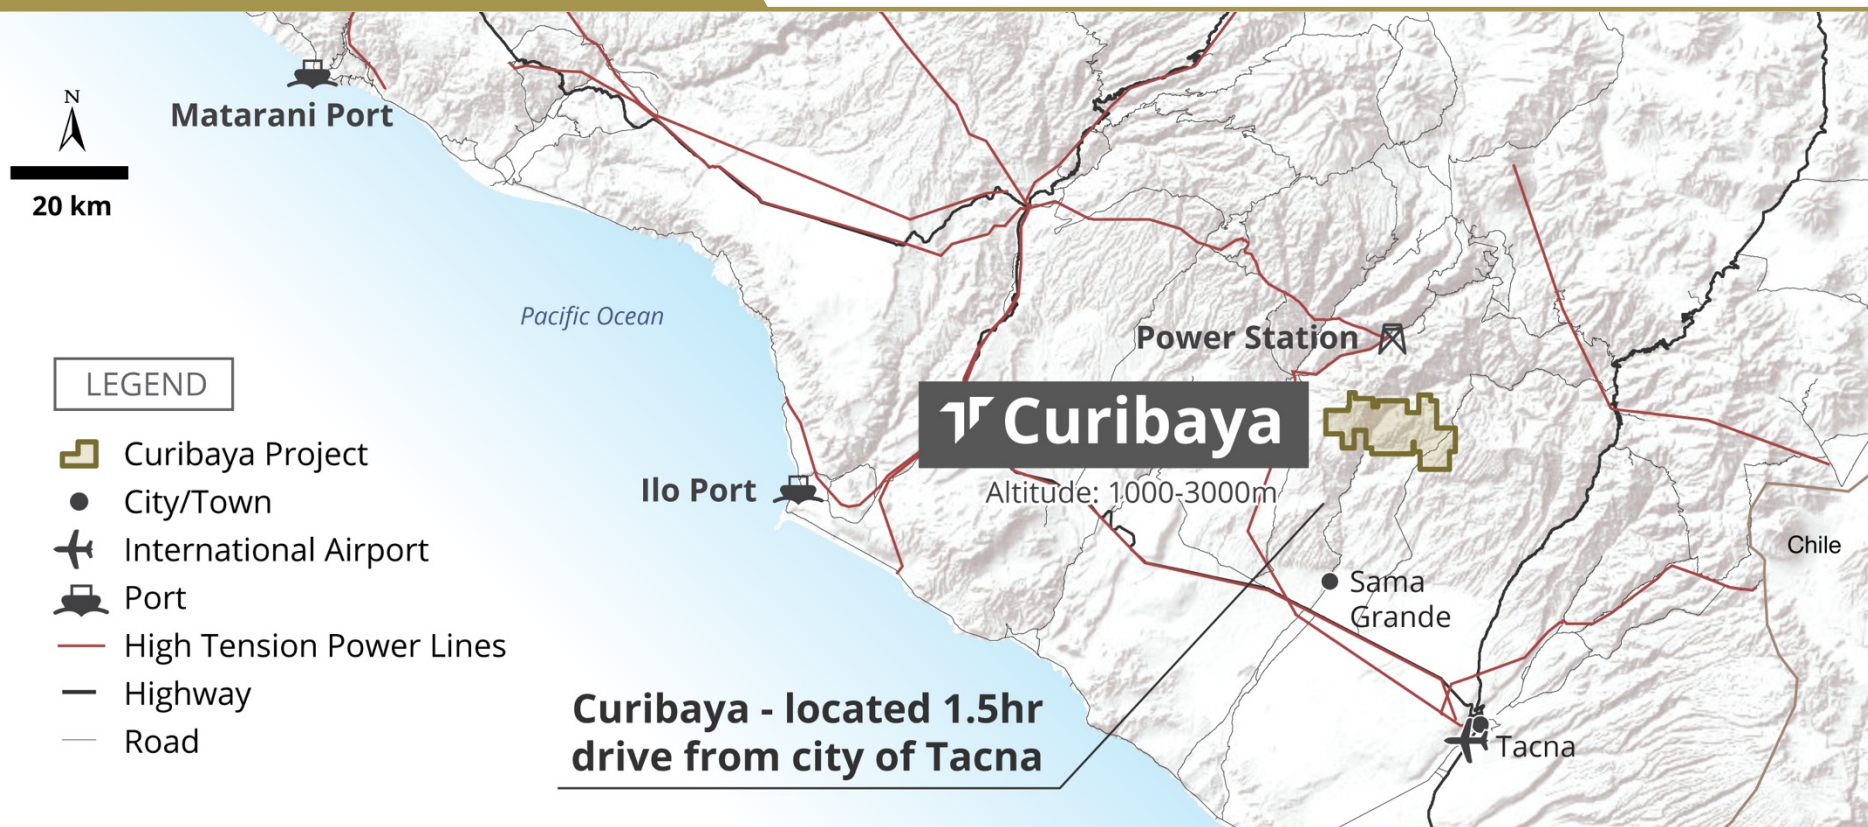 Matarani Port
N
20 km
Pacific Ocean
Power Station
Curibaya
Altitude: 1000-3000m
Ilo Port
LEGEND
Curibaya Project
City/Town
International Airport
Port
High Tension Power Lines
Highway
Road
Chile
Sama
Grande
Curibaya - located 1.5hr
drive from city of Tacna
Tacna